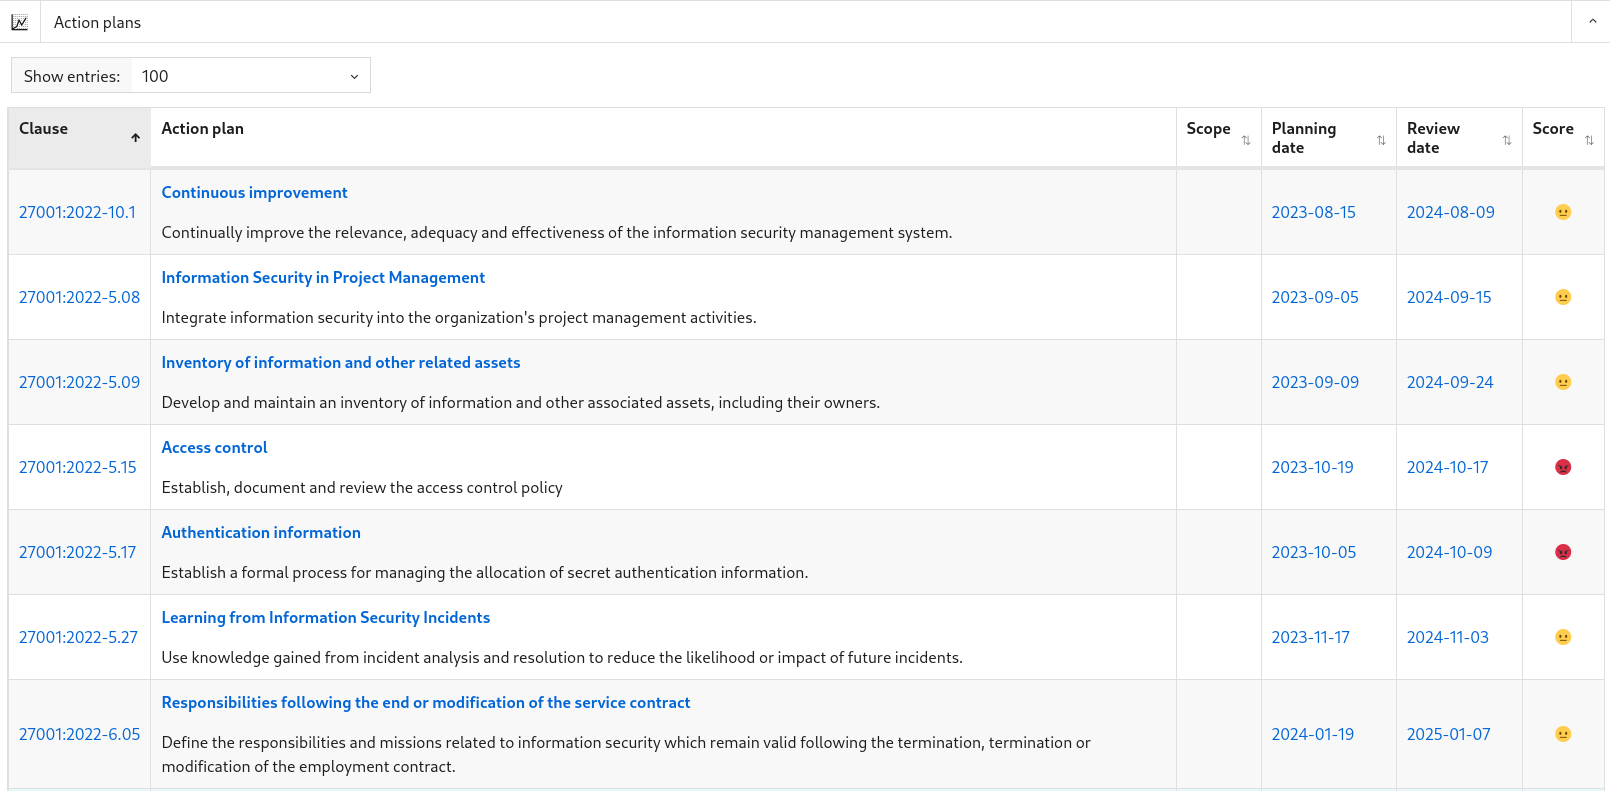 Action plans
Show entries: 100
Clause Action plan Scope Planning date Review date Score
27001:2022-10.1 Continuous improvement 2023-08-15 2024-08-09
Continually improve the relevance, adequacy and effectiveness of the information security management system.
27001:2022-5.08 Information Security in Project Management 2023-09-05 2024-09-15
Integrate information security into the organization's project management activities.
27001:2022-5.09 Inventory of information and other related assets 2023-09-09 2024-09-24
Develop and maintain an inventory of information and other associated assets, including their owners.
27001:2022-5.15 Access control 2023-10-19 2024-10-17
Establish, document and review the access control policy
27001:2022-5.17 Authentication information 2023-10-05 2024-10-09
Establish a formal process for managing the allocation of secret authentication information.
27001:2022-5.27 Learning from Information Security Incidents 2023-11-17 2024-11-03
Use knowledge gained from incident analysis and resolution to reduce the likelihood or impact of future incidents.
27001:2022-6.05 Responsibilities following the end or modification of the service contract 2024-01-19 2025-01-07
Define the responsibilities and missions related to information security which remain valid following the termination, termination or
modification of the employment contract.